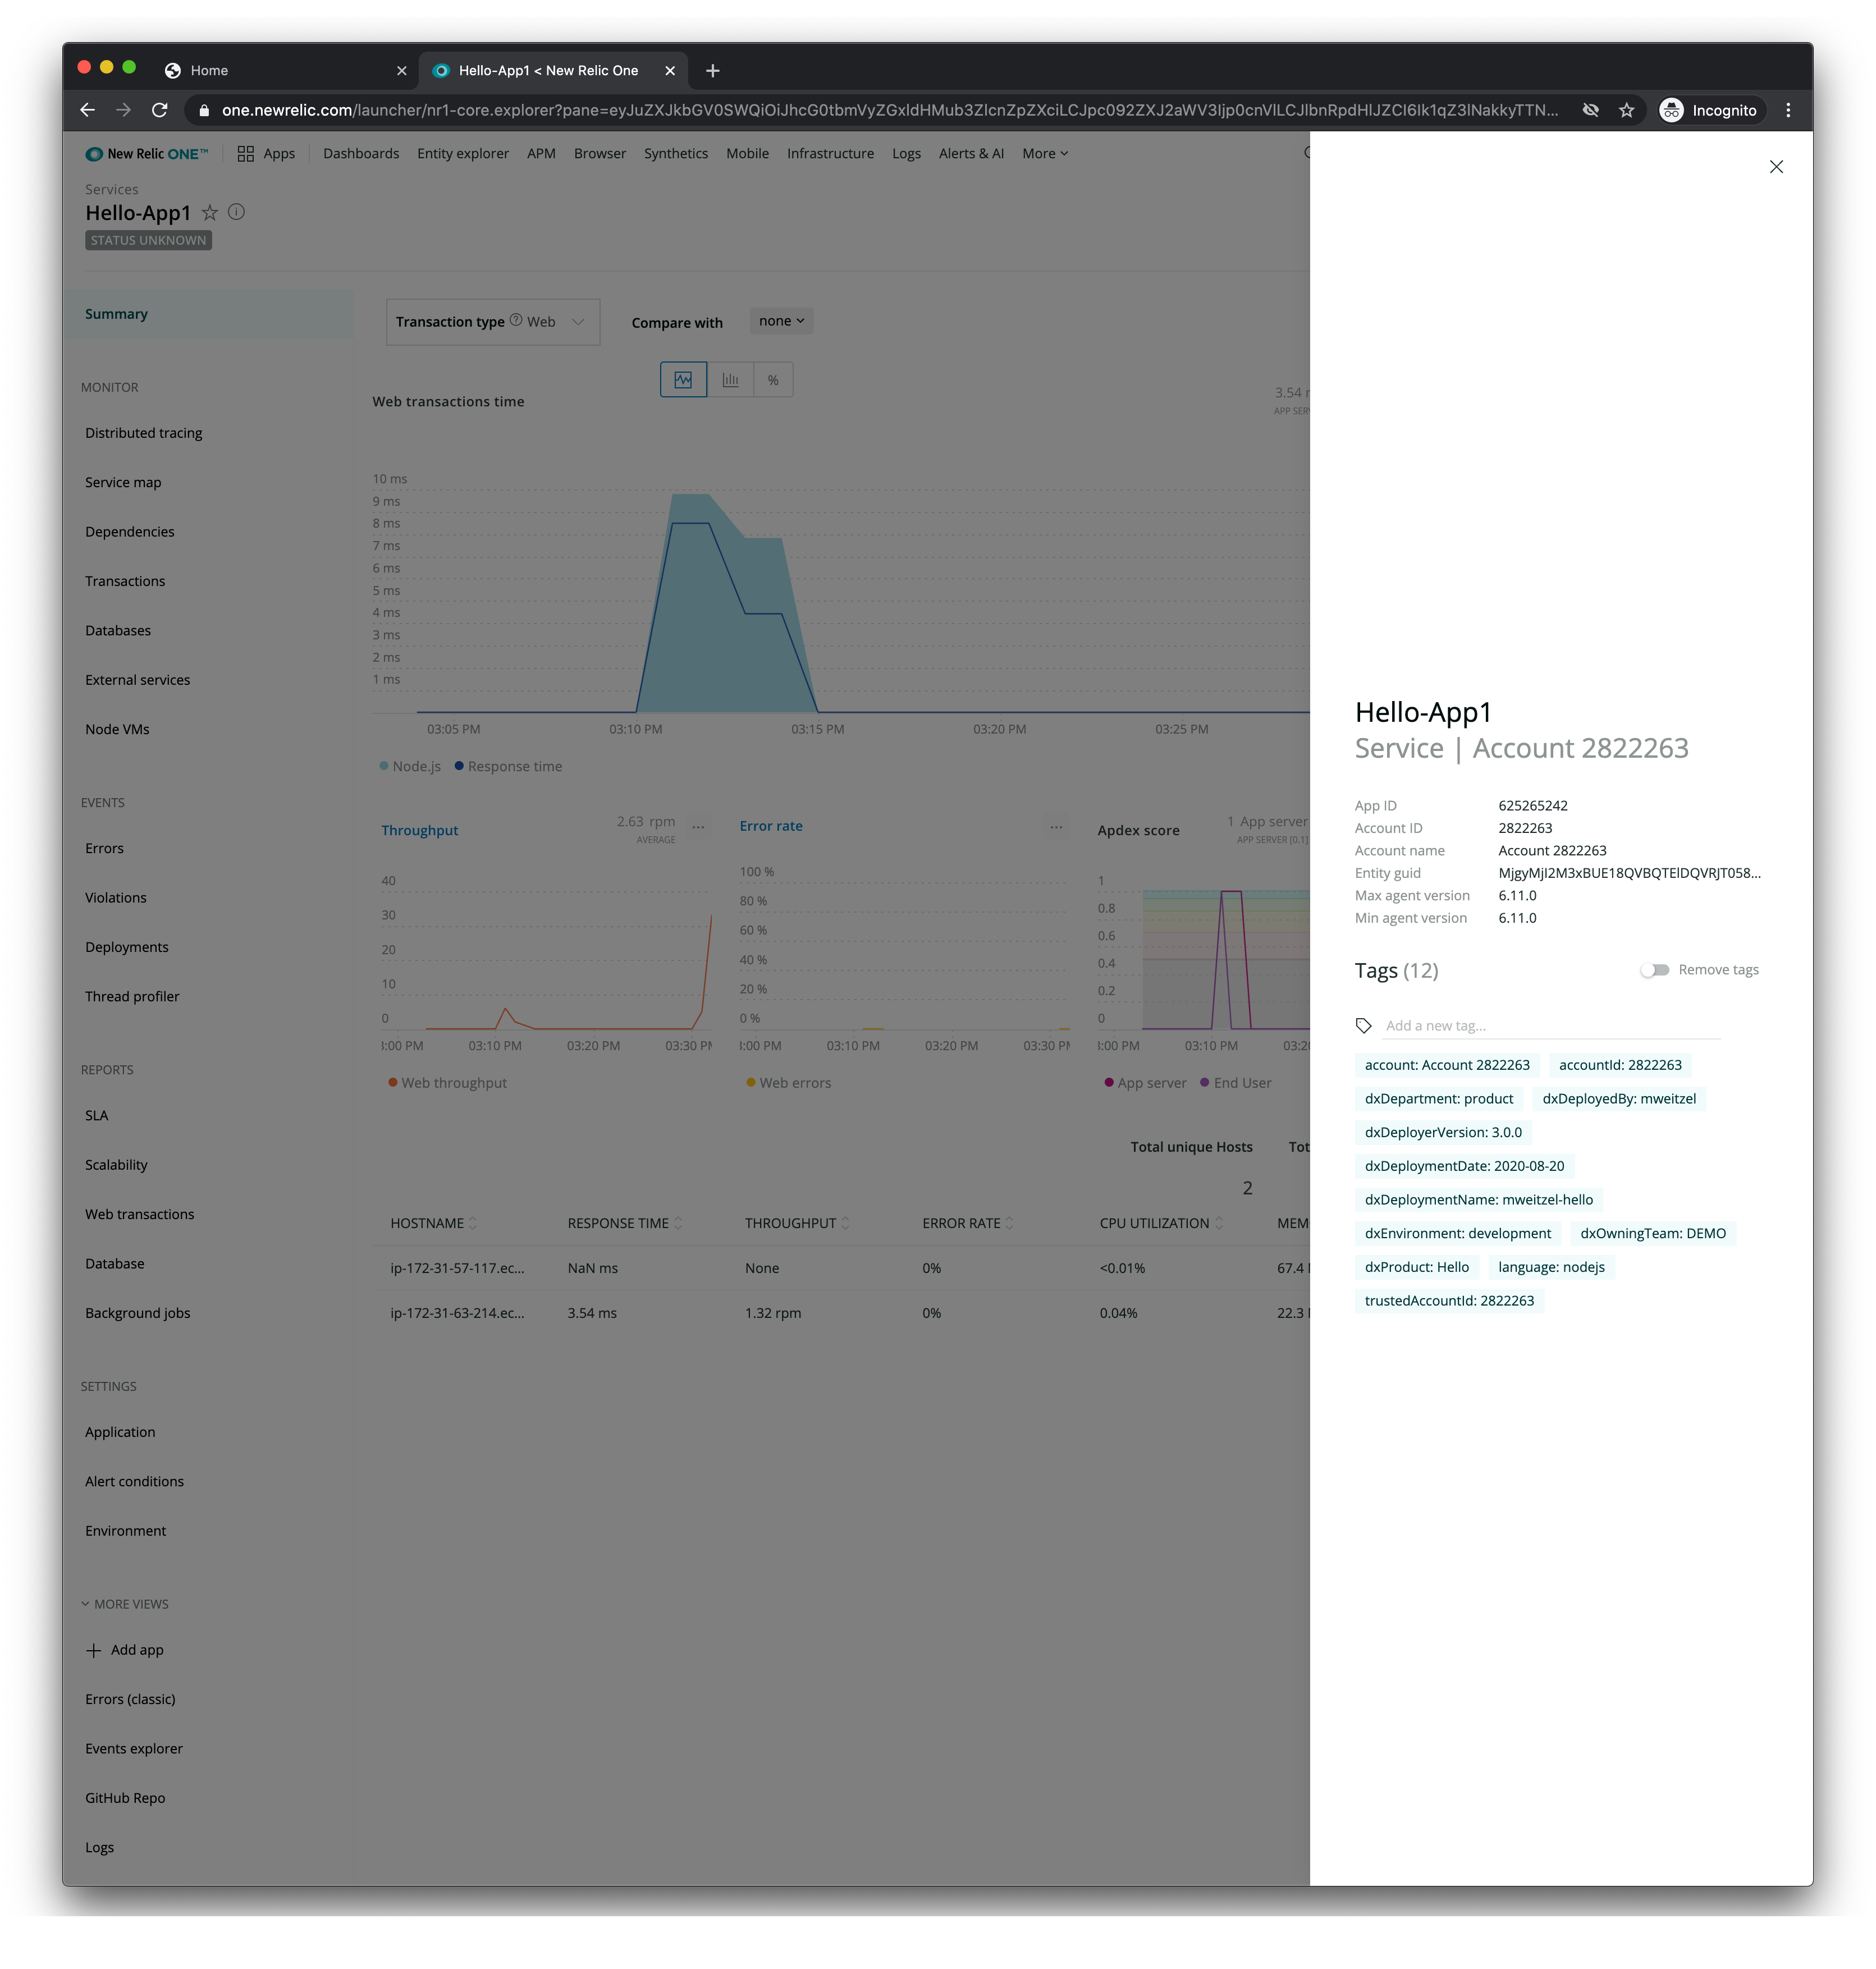 Home
Hello-App1 < New Relic One
one.newrelic.com/launcher/nr1-core.explorer?pane=eyJuZXJkbGV0SWQiOiJhcG0tbmVyZGxldHMub3ZlcnZpZXciLCJpc092ZXJ2aWV3Ijp0cnVlLCJlbnRpdHlJZCI6Ik1qZ3lNakkyTTN...
Incognito
New Relic ONE™ Apps Dashboards Entity explorer APM Browser Synthetics Mobile Infrastructure Logs Alerts & AI More
Services
Hello-App1
STATUS UNKNOWN
Summary
MONITOR
Distributed tracing
Service map
Dependencies
Transactions
Databases
External services
Node VMs
EVENTS
Errors
Violations
Deployments
Thread profiler
REPORTS
SLA
Scalability
Web transactions
Database
Background jobs
SETTINGS
Application
Alert conditions
Environment
MORE VIEWS
Add app
Errors (classic)
Events explorer
GitHub Repo
Logs
Transaction type ? Web
Compare with none
%
Web transactions time
3.54
APP SER
10 ms
9 ms
8 ms
7 ms
6 ms
5 ms
4 ms
3 ms
2 ms
1 ms
03:05 PM 03:10 PM 03:15 PM 03:20 PM 03:25 PM
Node.js Response time
Throughput
2.63 rpm
AVERAGE
40
30
20
10
0
:00 PM 03:10 PM 03:20 PM 03:30 P
Web throughput
Error rate
100 %
80 %
60 %
40 %
20 %
0 %
:00 PM 03:10 PM 03:20 PM 03:30 P
Web errors
Apdex score
1 App server
APP SERVER [0.1]
1
0.8
0.6
0.4
0.2
0
:00 PM 03:10 PM 03:2
App server End User
Total unique Hosts Tot
2
HOSTNAME RESPONSE TIME THROUGHPUT ERROR RATE CPU UTILIZATION MEM
ip-172-31-57-117.ec... NaN ms None 0% <0.01% 67.4
ip-172-31-63-214.ec... 3.54 ms 1.32 rpm 0% 0.04% 22.3
Hello-App1
Service | Account 2822263
App ID 625265242
Account ID 2822263
Account name Account 2822263
Entity guid MjgyMjI2M3xBUE18QVBQTElDQVRJT058...
Max agent version 6.11.0
Min agent version 6.11.0
Tags (12) Remove tags
Add a new tag...
account: Account 2822263 accountId: 2822263
dxDepartment: product dxDeployedBy: mweitzel
dxDeployerVersion: 3.0.0
dxDeploymentDate: 2020-08-20
dxDeploymentName: mweitzel-hello
dxEnvironment: development dxOwningTeam: DEMO
dxProduct: Hello language: nodejs
trustedAccountId: 2822263